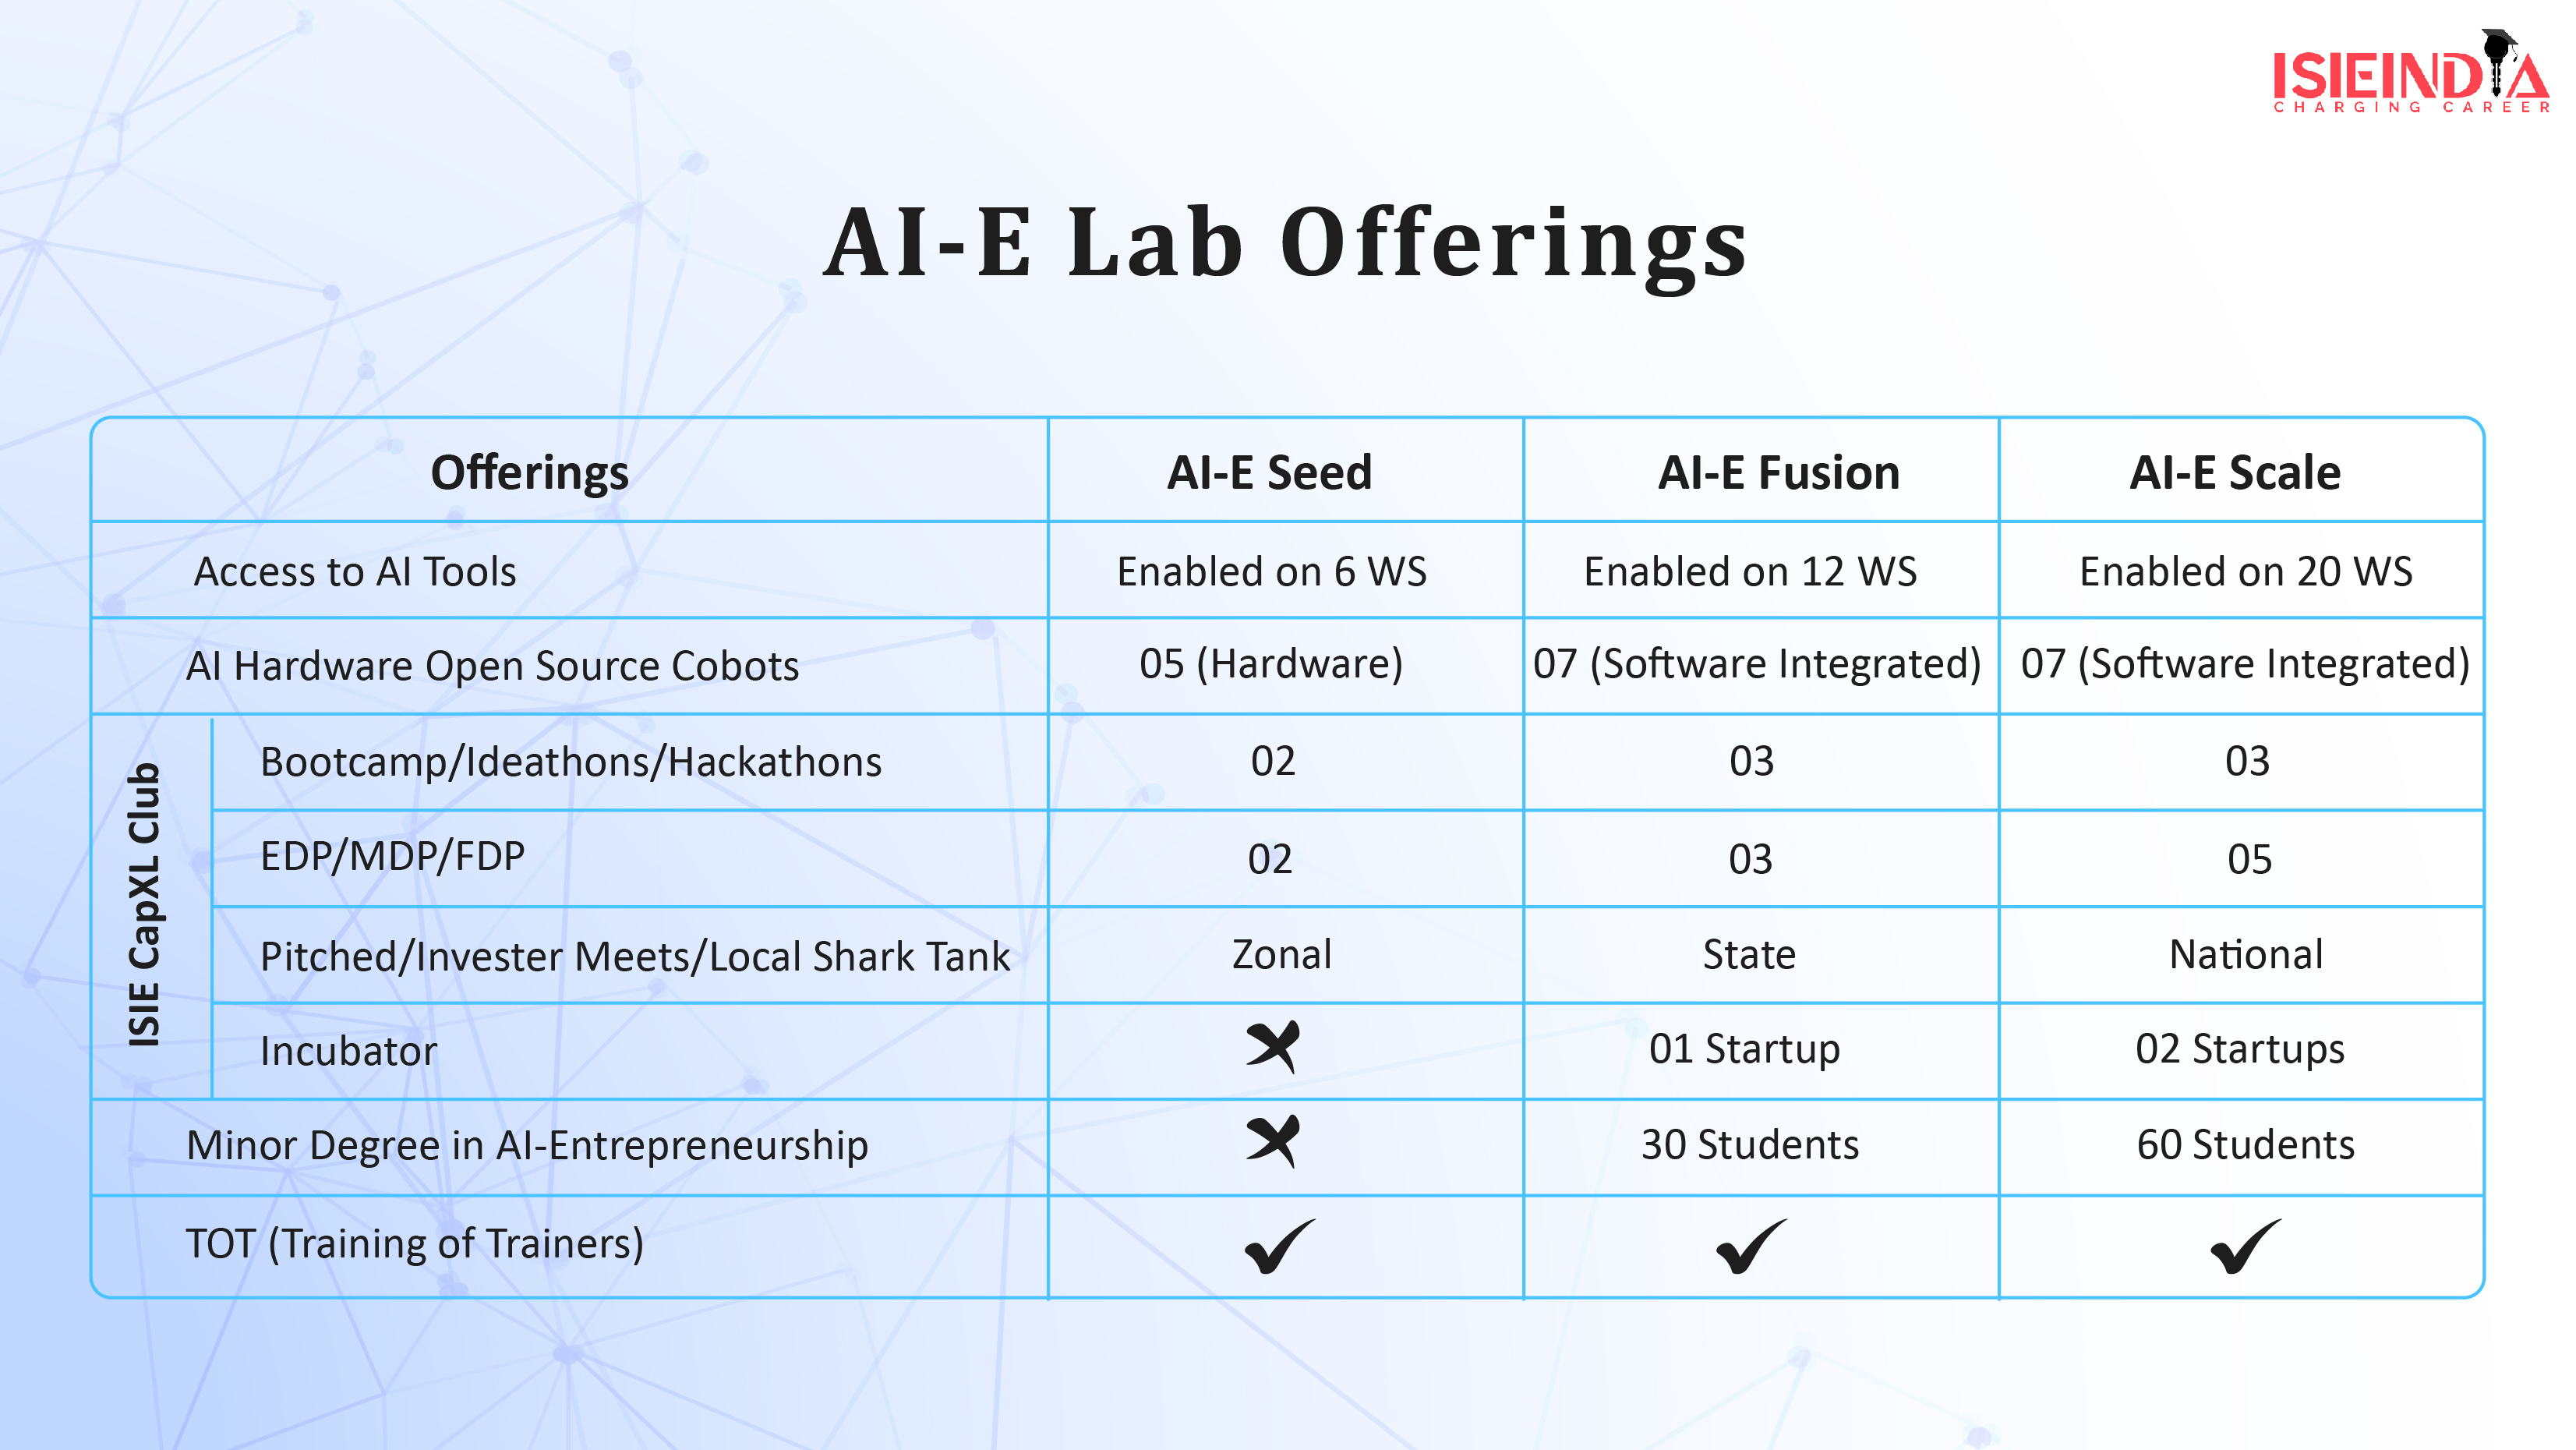 ISIEINDIA
CHARGING CAREER
AI-E Lab Offerings
Offerings AI-E Seed AI-E Fusion AI-E Scale
Access to AI Tools Enabled on 6 WS Enabled on 12 WS Enabled on 20 WS
AI Hardware Open Source Cobots 05 (Hardware) 07 (Software Integrated) 07 (Software Integrated)
ISIE CapXL Club
Bootcamp/Ideathons/Hackathons 02 03 03
EDP/MDP/FDP 02 03 05
Pitched/Invester Meets/Local Shark Tank Zonal State National
Incubator ✗ 01 Startup 02 Startups
Minor Degree in AI-Entrepreneurship ✗ 30 Students 60 Students
TOT (Training of Trainers) ✓ ✓ ✓